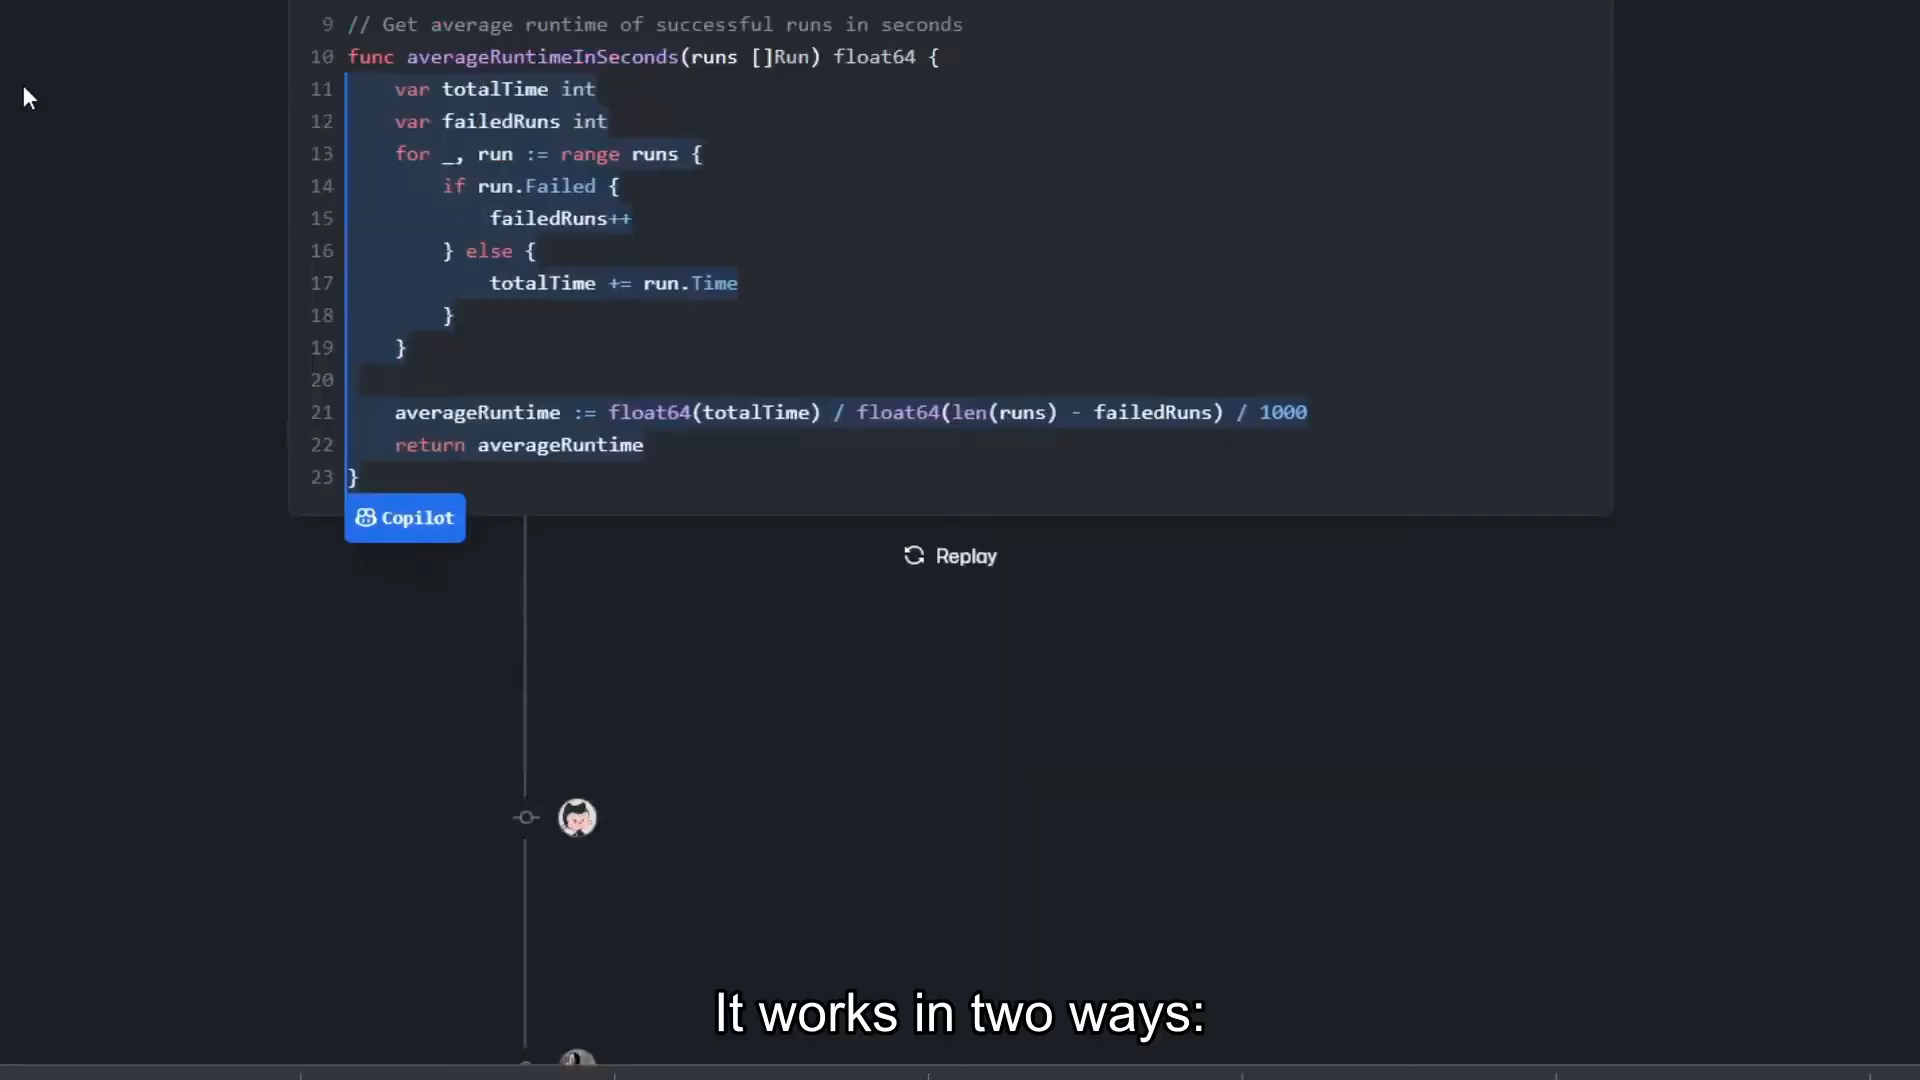 9 // Get average runtime of successful runs in seconds
10 func averageRuntimeInSeconds(runs []Run) float64 {
11     var totalTime int
12     var failedRuns int
13     for _, run := range runs {
14         if run.Failed {
15             failedRuns++
16         } else {
17             totalTime += run.Time
18         }
19     }
20
21     averageRuntime := float64(totalTime) / float64(len(runs) - failedRuns) / 1000
22     return averageRuntime
23 }
Copilot
Replay
It works in two ways: